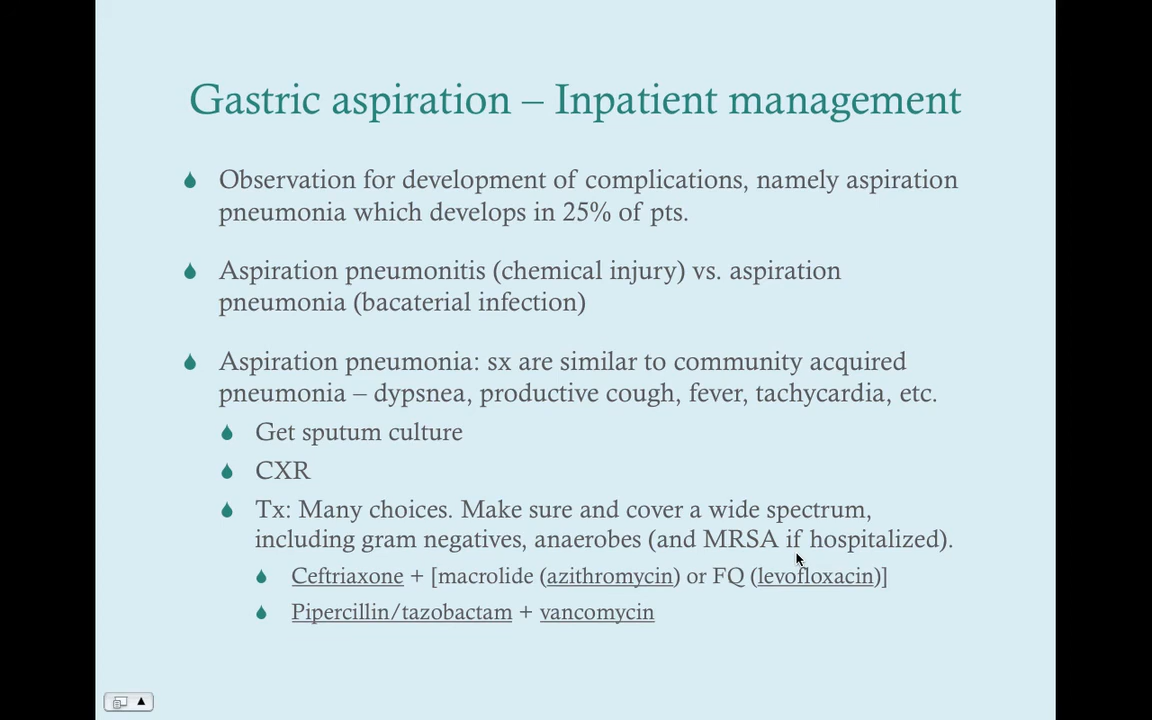 Gastric aspiration – Inpatient management
Observation for development of complications, namely aspiration
pneumonia which develops in 25% of pts.
Aspiration pneumonitis (chemical injury) vs. aspiration
pneumonia (bacaterial infection)
Aspiration pneumonia: sx are similar to community acquired
pneumonia – dypsnea, productive cough, fever, tachycardia, etc.
Get sputum culture
CXR
Tx: Many choices. Make sure and cover a wide spectrum,
including gram negatives, anaerobes (and MRSA if hospitalized).
Ceftriaxone + [macrolide (azithromycin) or FQ (levofloxacin)]
Pipercillin/tazobactam + vancomycin